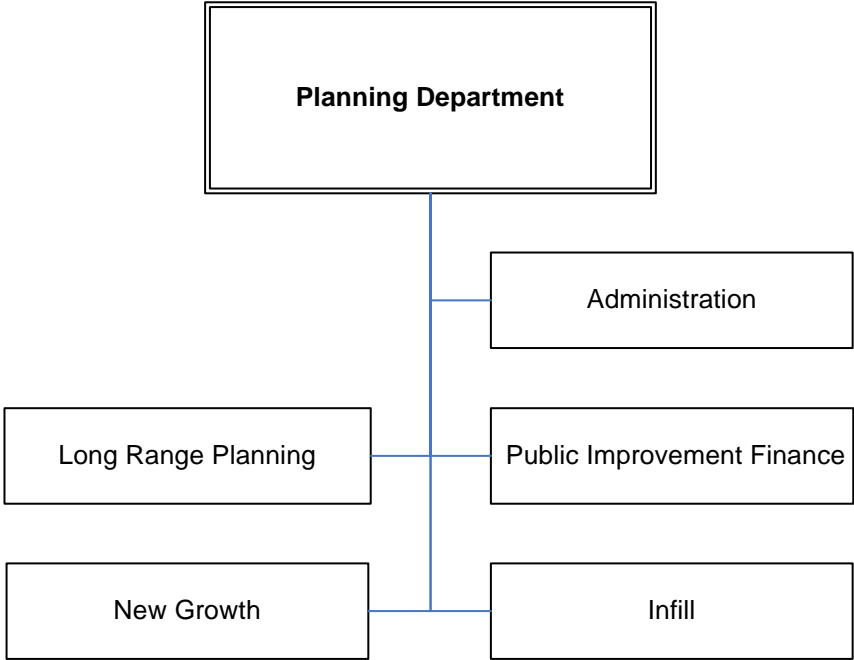 Planning Department
Administration
Long Range Planning
Public Improvement Finance
New Growth
Infill